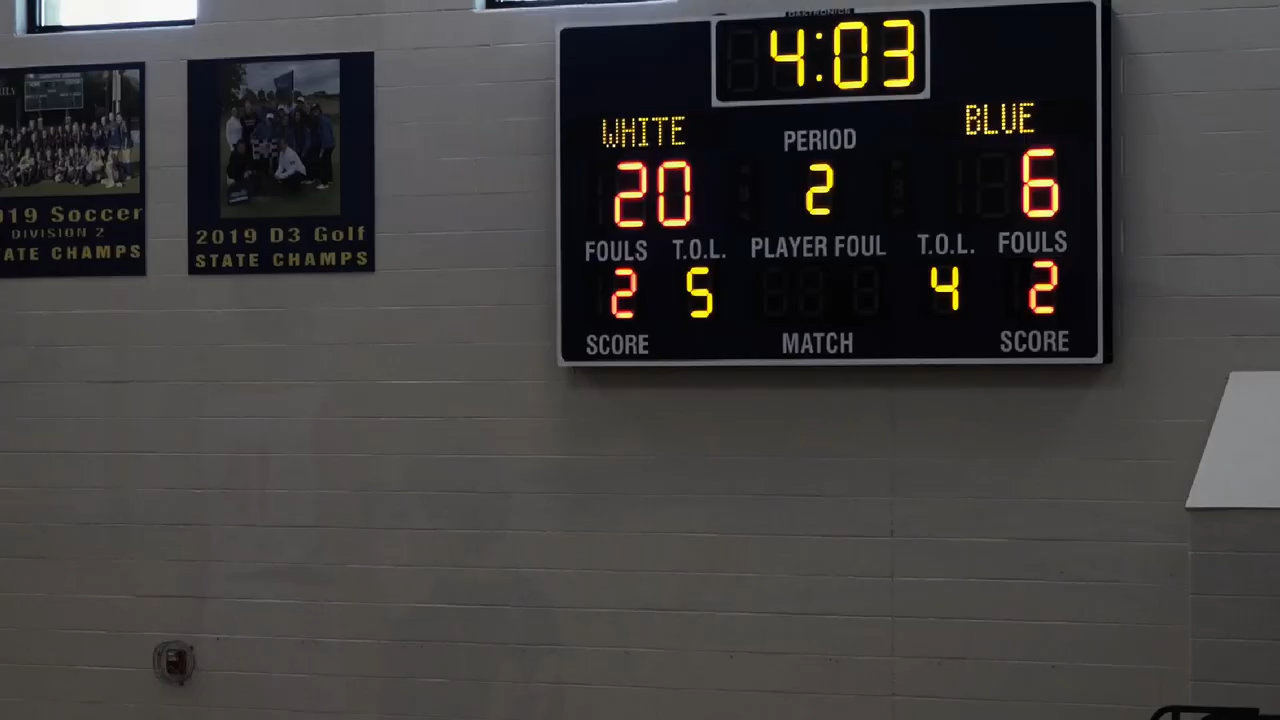 4:03
WHITE
BLUE
PERIOD
20
2
6
FOULS T.O.L. PLAYER FOUL T.O.L. FOULS
2 5 4 2
SCORE MATCH SCORE
19 Soccer
DIVISION 2
ATE CHAMPS
2019 D3 Golf
STATE CHAMPS